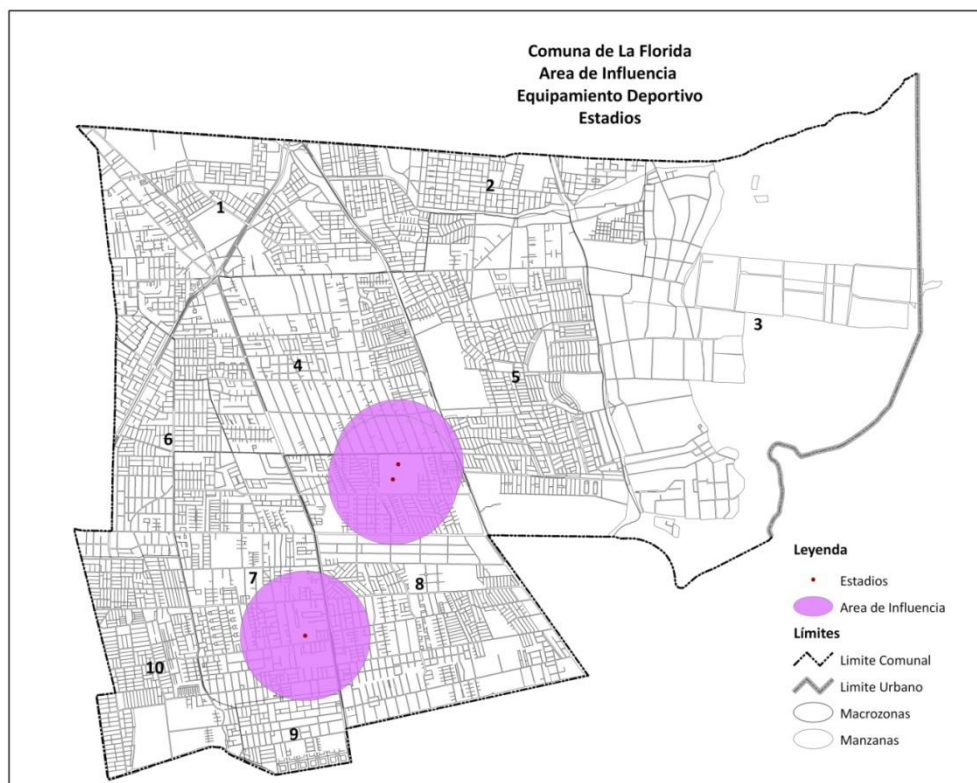 Comuna de La Florida
Area de Influencia
Equipamiento Deportivo
Estadios
1
2
3
4
5
6
7
8
9
10
Leyenda
Estadios
Area de Influencia
Límites
Limite Comunal
Limite Urbano
Macrozonas
Manzanas